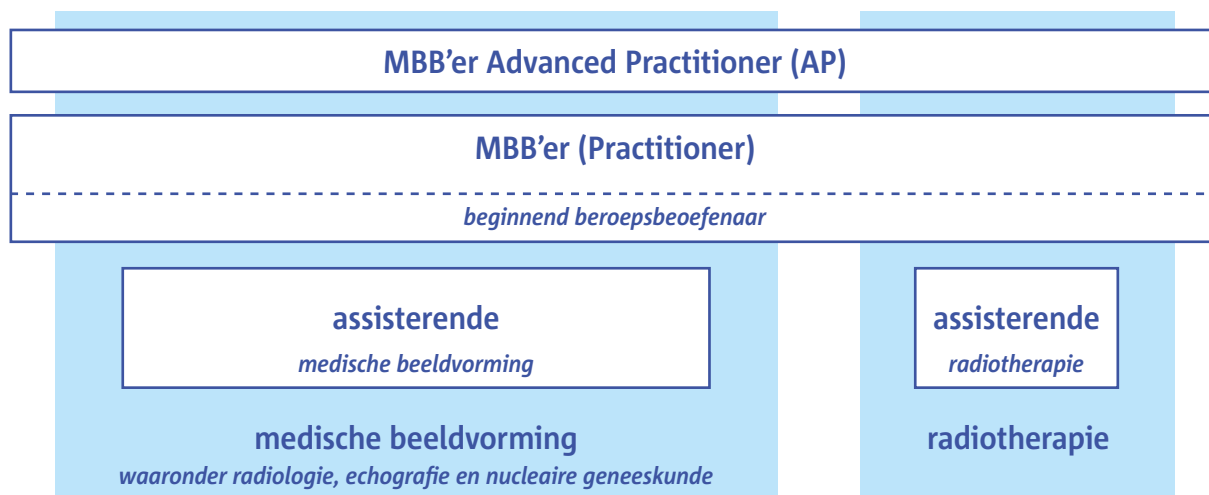 MBB’er Advanced Practitioner (AP)
MBB’er (Practitioner)
beginnend beroepsbeoefenaar
assisterende
medische beeldvorming
assisterende
radiotherapie
medische beeldvorming
waaronder radiologie, echografie en nucleaire geneeskunde
radiotherapie